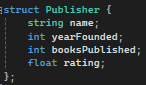 struct Publisher {
    string name;
    int yearFounded;
    int booksPublished;
    float rating;
};